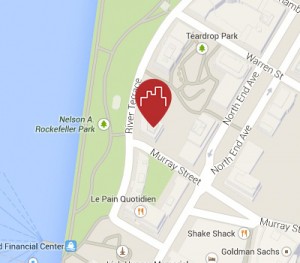 Teardrop Park
Warren St
Chamb
River Terrace
North End Ave
Nelson A.
Rockefeller Park
North End Ave
Murray Street
Le Pain Quotidien
Murray St
Shake Shack
d Financial Center
Goldman Sachs